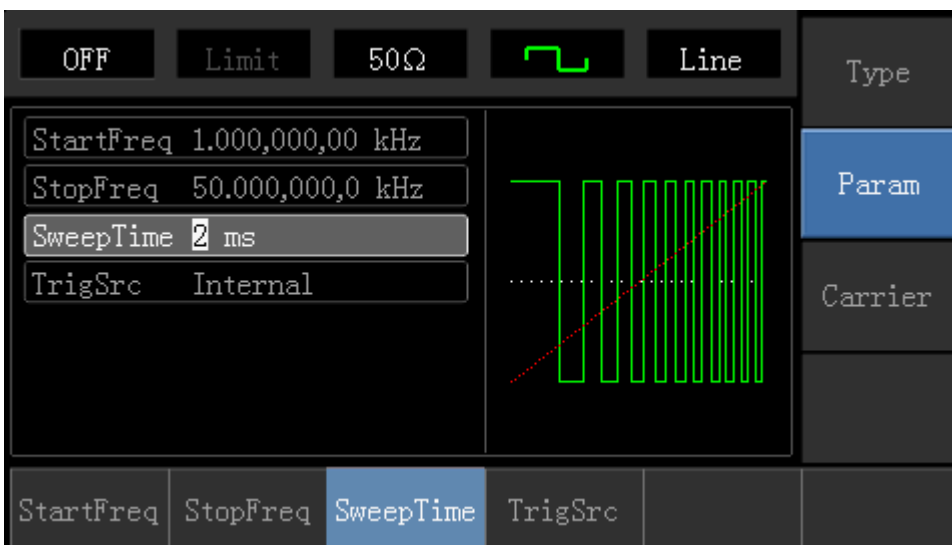 OFF Limit 50Ω Line
Type
StartFreq 1.000,000,00 kHz
StopFreq 50.000,000,0 kHz
Param
SweepTime 2 ms
TrigSrc Internal
Carrier
StartFreq StopFreq SweepTime TrigSrc